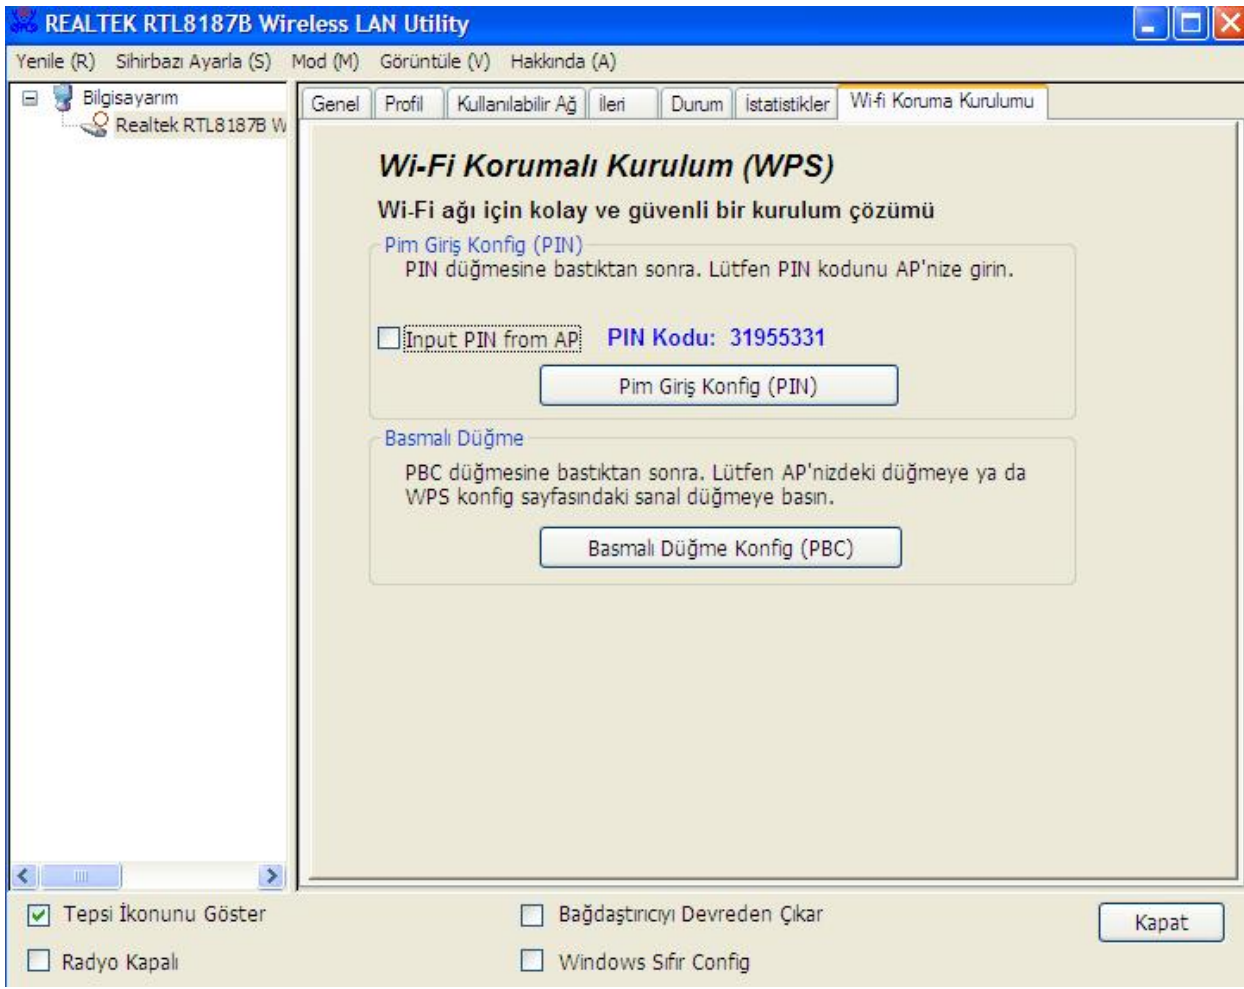 REALTEK RTL8187B Wireless LAN Utility
Yenile (R) Sihirbazı Ayarla (S) Mod (M) Görüntüle (V) Hakkında (A)
Bilgisayarım
Realtek RTL8187B W
Genel Profil Kullanılabilir Ağ İleri Durum İstatistikler Wi-fi Koruma Kurulumu
Wi-Fi Korumalı Kurulum (WPS)
Wi-Fi ağı için kolay ve güvenli bir kurulum çözümü
Pim Giriş Konfig (PIN)
PIN düğmesine bastıktan sonra. Lütfen PIN kodunu AP'nize girin.
Input PIN from AP PIN Kodu: 31955331
Pim Giriş Konfig (PIN)
Basmalı Düğme
PBC düğmesine bastıktan sonra. Lütfen AP'nizdeki düğmeye ya da
WPS konfig sayfasındaki sanal düğmeye basın.
Basmalı Düğme Konfig (PBC)
Tepsi İkonunu Göster Bağdaştırıcıyı Devreden Çıkar Kapat
Radyo Kapalı Windows Sıfır Config